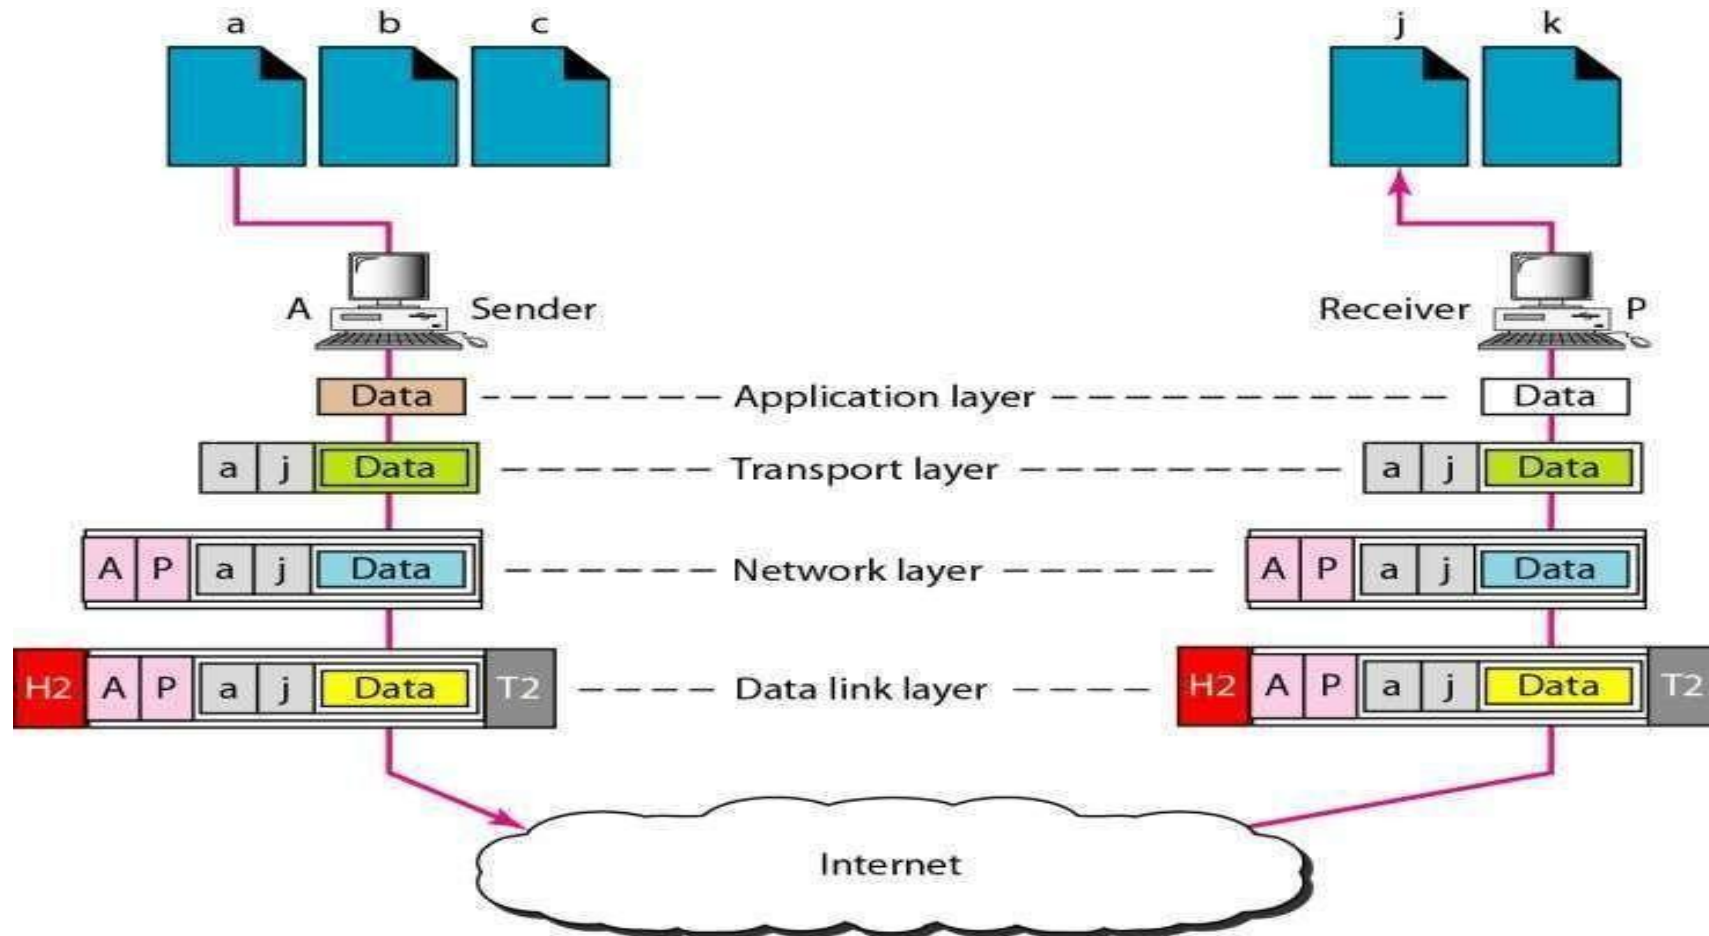 a b c j k
A Sender Receiver P
Data Application layer Data
a j Data Transport layer a j Data
A P a j Data Network layer A P a j Data
H2 A P a j Data T2 Data link layer H2 A P a j Data T2
Internet